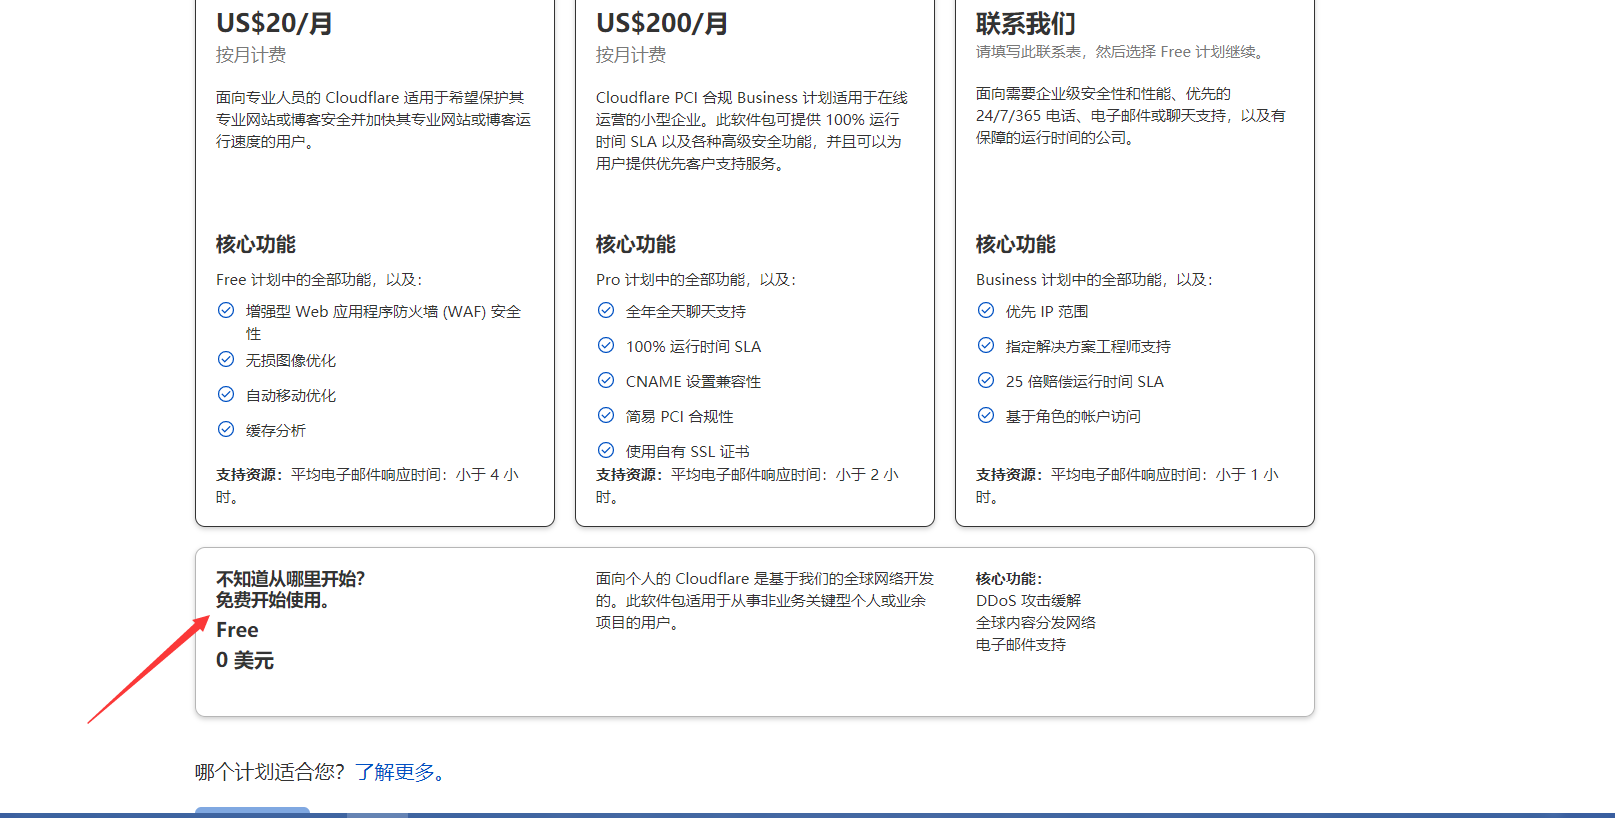 US$20/月
按月计费
面向专业人员的 Cloudflare 适用于希望保护其
专业网站或博客安全并加快其专业网站或博客运
行速度的用户。
核心功能
Free 计划中的全部功能，以及：
增强型 Web 应用程序防火墙 (WAF) 安全
性
无损图像优化
自动移动优化
缓存分析
支持资源：平均电子邮件响应时间：小于 4 小
时。
US$200/月
按月计费
Cloudflare PCI 合规 Business 计划适用于在线
运营的小型企业。此软件包可提供 100% 运行
时间 SLA 以及各种高级安全功能，并且可以为
用户提供优先客户支持服务。
核心功能
Pro 计划中的全部功能，以及：
全年全天聊天支持
100% 运行时间 SLA
CNAME 设置兼容性
简易 PCI 合规性
使用自有 SSL 证书
支持资源：平均电子邮件响应时间：小于 2 小
时。
联系我们
请填写此联系表，然后选择 Free 计划继续。
面向需要企业级安全性和性能、优先的
24/7/365 电话、电子邮件或聊天支持，以及有
保障的运行时间的公司。
核心功能
Business 计划中的全部功能，以及：
优先 IP 范围
指定解决方案工程师支持
25 倍赔偿运行时间 SLA
基于角色的帐户访问
支持资源：平均电子邮件响应时间：小于 1 小
时。
不知道从哪里开始？
免费开始使用。
Free
0 美元
面向个人的 Cloudflare 是基于我们的全球网络开发
的。此软件包适用于从事非业务关键型个人或业余
项目的用户。
核心功能：
DDoS 攻击缓解
全球内容分发网络
电子邮件支持
哪个计划适合您？了解更多。